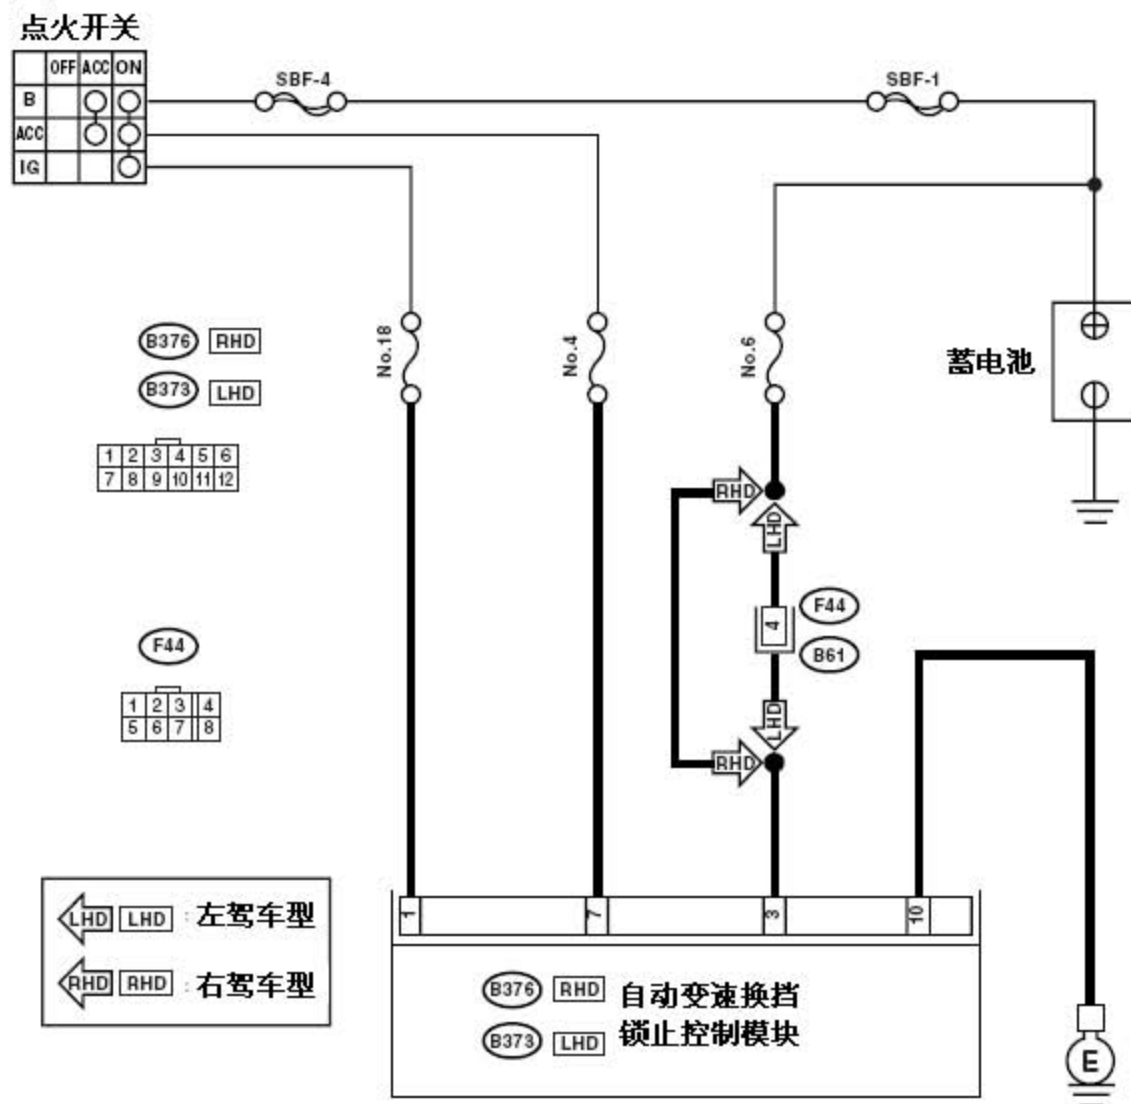 点火开关
OFF ACC ON
B
ACC
IG
SBF-4
SBF-1
No.18
No.4
No.6
蓄电池
B376 RHD
B373 LHD
1 2 3 4 5 6
7 8 9 10 11 12
RHD
LHD
4
F44
B61
LHD
RHD
F44
1 2 3 4
5 6 7 8
LHD LHD : 左驾车型
RHD RHD : 右驾车型
1 7 3 10
B376 RHD 自动变速换挡
B373 LHD 锁止控制模块
E